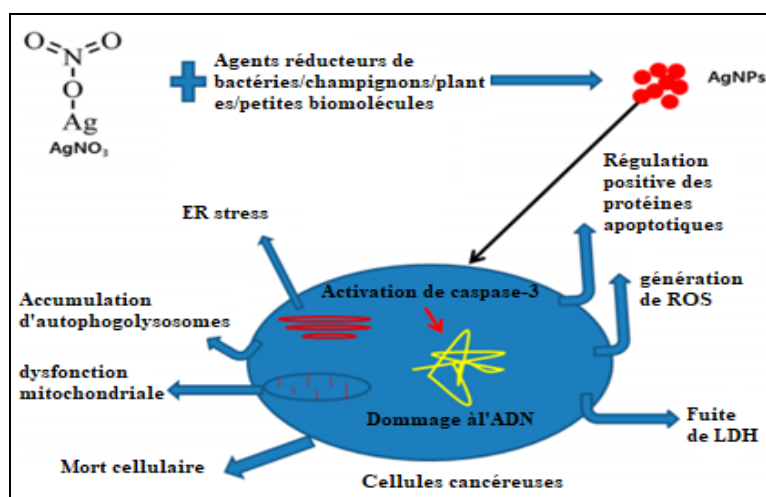 O
O
N
O
Ag
AgNO₃
Agents réducteurs de
bactéries/champignons/plant
es/petites biomolécules
AgNPs
Régulation
positive des
protéines
apoptotiques
ER stress
Activation de caspase-3
génération
de ROS
Accumulation
d'autophogolysosomes
dysfonction
mitochondriale
Dommage àl'ADN
Fuite
de LDH
Mort cellulaire
Cellules cancéreuses